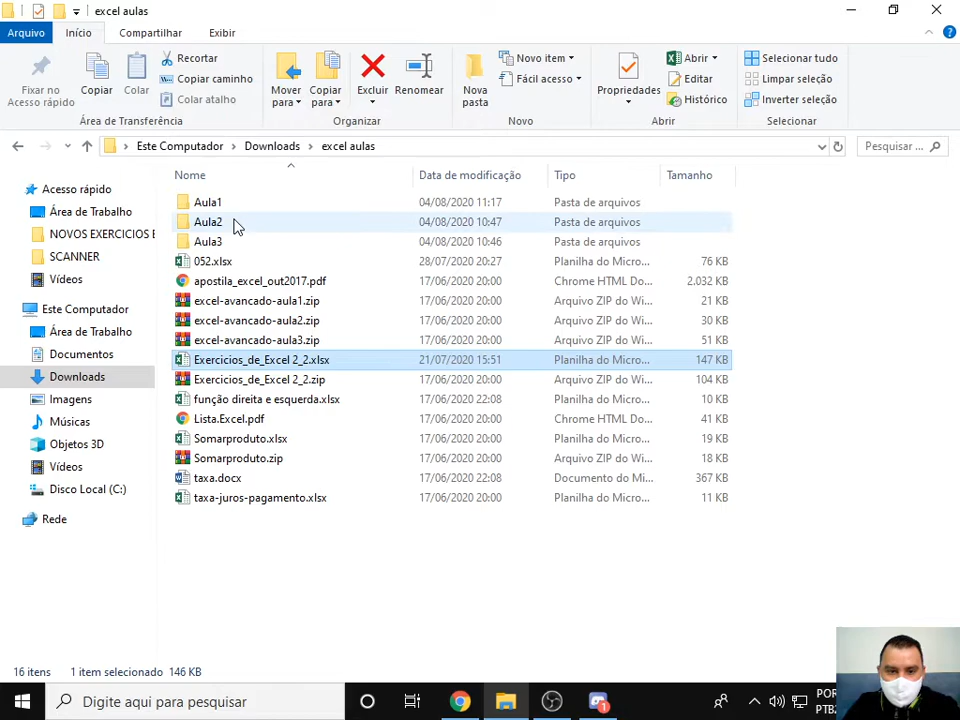 excel aulas
Arquivo Início Compartilhar Exibir
Fixar no Acesso rápido
Copiar
Colar
Recortar
Copiar caminho
Colar atalho
Área de Transferência
Mover para
Copiar para
Excluir
Renomear
Organizar
Nova pasta
Novo item
Fácil acesso
Novo
Propriedades
Abrir
Editar
Histórico
Abrir
Selecionar tudo
Limpar seleção
Inverter seleção
Selecionar
Este Computador > Downloads > excel aulas
Pesquisar ...
Nome Data de modificação Tipo Tamanho
Aula1 04/08/2020 11:17 Pasta de arquivos
Aula2 04/08/2020 10:47 Pasta de arquivos
Aula3 04/08/2020 10:46 Pasta de arquivos
052.xlsx 28/07/2020 20:27 Planilha do Micro... 76 KB
apostila_excel_out2017.pdf 17/06/2020 20:00 Chrome HTML Do... 2.032 KB
excel-avancado-aula1.zip 17/06/2020 20:00 Arquivo ZIP do Wi... 21 KB
excel-avancado-aula2.zip 17/06/2020 20:00 Arquivo ZIP do Wi... 30 KB
excel-avancado-aula3.zip 17/06/2020 20:00 Arquivo ZIP do Wi... 51 KB
Exercicios_de_Excel 2_2.xlsx 21/07/2020 15:51 Planilha do Micro... 147 KB
Exercicios_de_Excel 2_2.zip 17/06/2020 20:00 Arquivo ZIP do Wi... 104 KB
função direita e esquerda.xlsx 17/06/2020 22:08 Planilha do Micro... 10 KB
Lista.Excel.pdf 17/06/2020 20:00 Chrome HTML Do... 41 KB
Somarproduto.xlsx 17/06/2020 20:00 Planilha do Micro... 19 KB
Somarproduto.zip 17/06/2020 20:00 Arquivo ZIP do Wi... 18 KB
taxa.docx 17/06/2020 22:08 Documento do Mi... 367 KB
taxa-juros-pagamento.xlsx 17/06/2020 20:00 Planilha do Micro... 11 KB
Acesso rápido
Área de Trabalho
NOVOS EXERCICIOS E
SCANNER
Vídeos
Este Computador
Área de Trabalho
Documentos
Downloads
Imagens
Músicas
Objetos 3D
Vídeos
Disco Local (C:)
Rede
16 itens 1 item selecionado 146 KB
Digite aqui para pesquisar
1
POR
PTB2